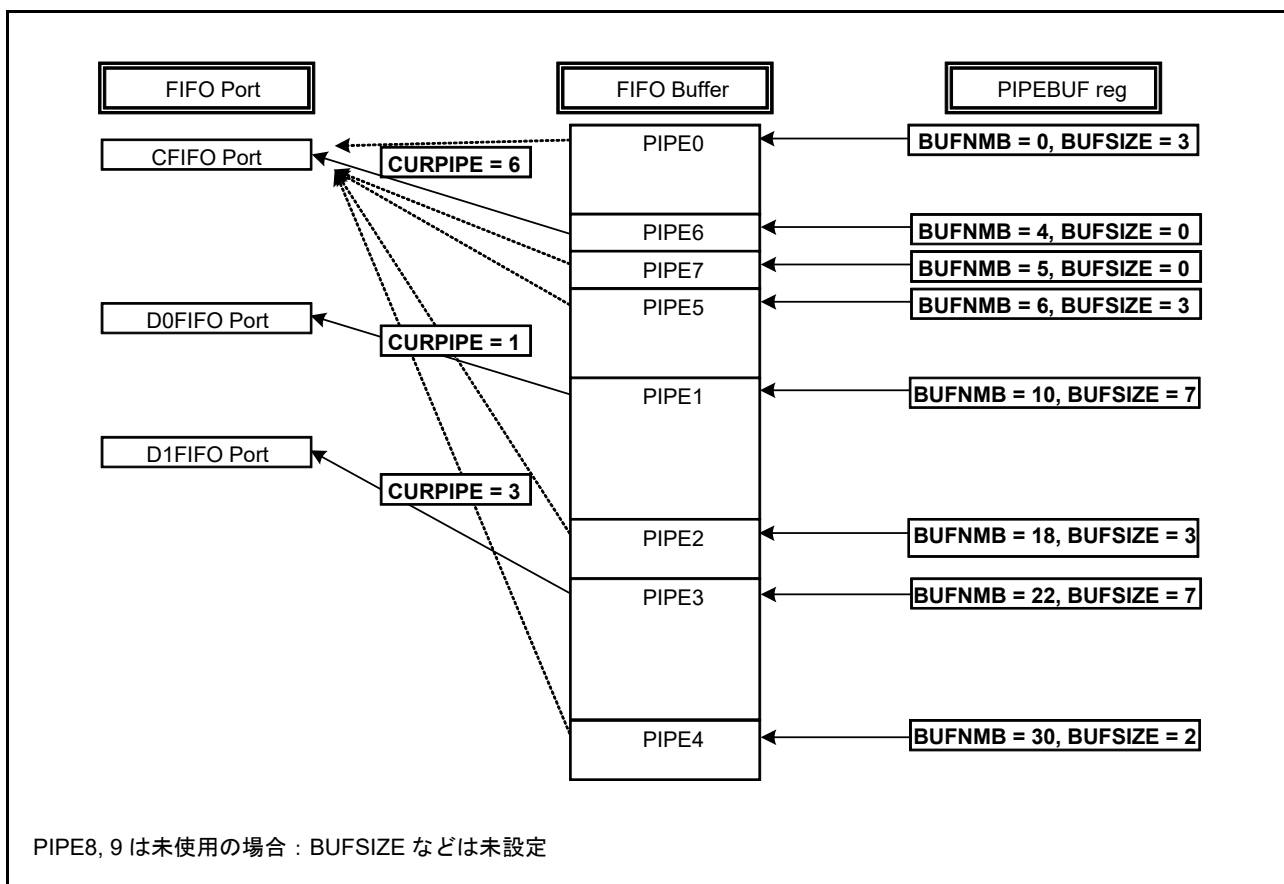 FIFO Port
FIFO Buffer
PIPEBUF reg
CFIFO Port
CURPIPE = 6
PIPE0
BUFNMB = 0, BUFSIZE = 3
PIPE6
BUFNMB = 4, BUFSIZE = 0
PIPE7
BUFNMB = 5, BUFSIZE = 0
D0FIFO Port
CURPIPE = 1
PIPE5
BUFNMB = 6, BUFSIZE = 3
PIPE1
BUFNMB = 10, BUFSIZE = 7
D1FIFO Port
CURPIPE = 3
PIPE2
BUFNMB = 18, BUFSIZE = 3
PIPE3
BUFNMB = 22, BUFSIZE = 7
PIPE4
BUFNMB = 30, BUFSIZE = 2
PIPE8, 9 は未使用の場合：BUFSIZE などは未設定